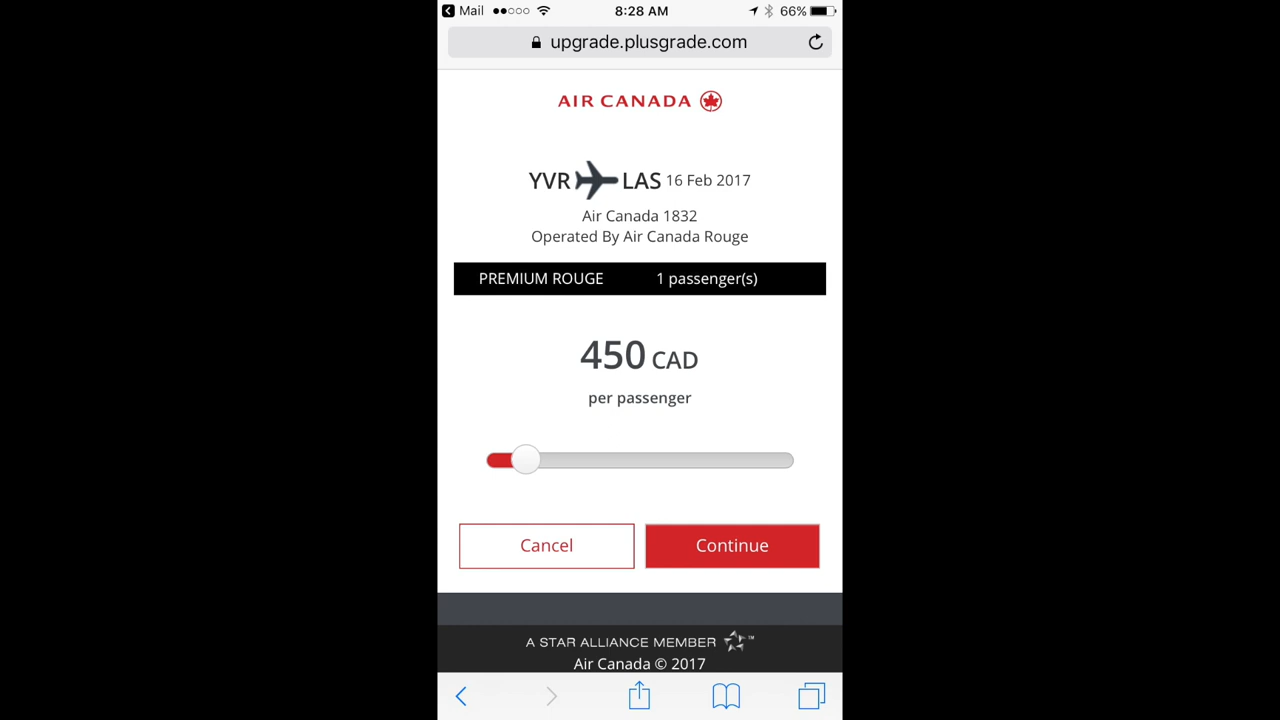 Mail 8:28 AM 66%
upgrade.plusgrade.com
AIR CANADA
YVR LAS 16 Feb 2017
Air Canada 1832
Operated By Air Canada Rouge
PREMIUM ROUGE 1 passenger(s)
450 CAD
per passenger
Cancel Continue
A STAR ALLIANCE MEMBER ™
Air Canada © 2017